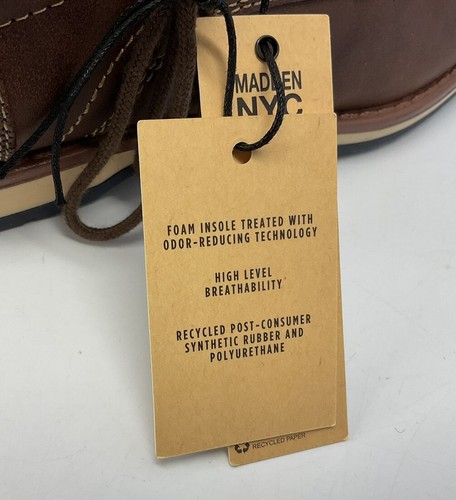 MADDEN
NYC
FOAM INSOLE TREATED WITH
ODOR-REDUCING TECHNOLOGY
HIGH LEVEL
BREATHABILITY
RECYCLED POST-CONSUMER
SYNTHETIC RUBBER AND
POLYURETHANE
RECYCLED PAPER